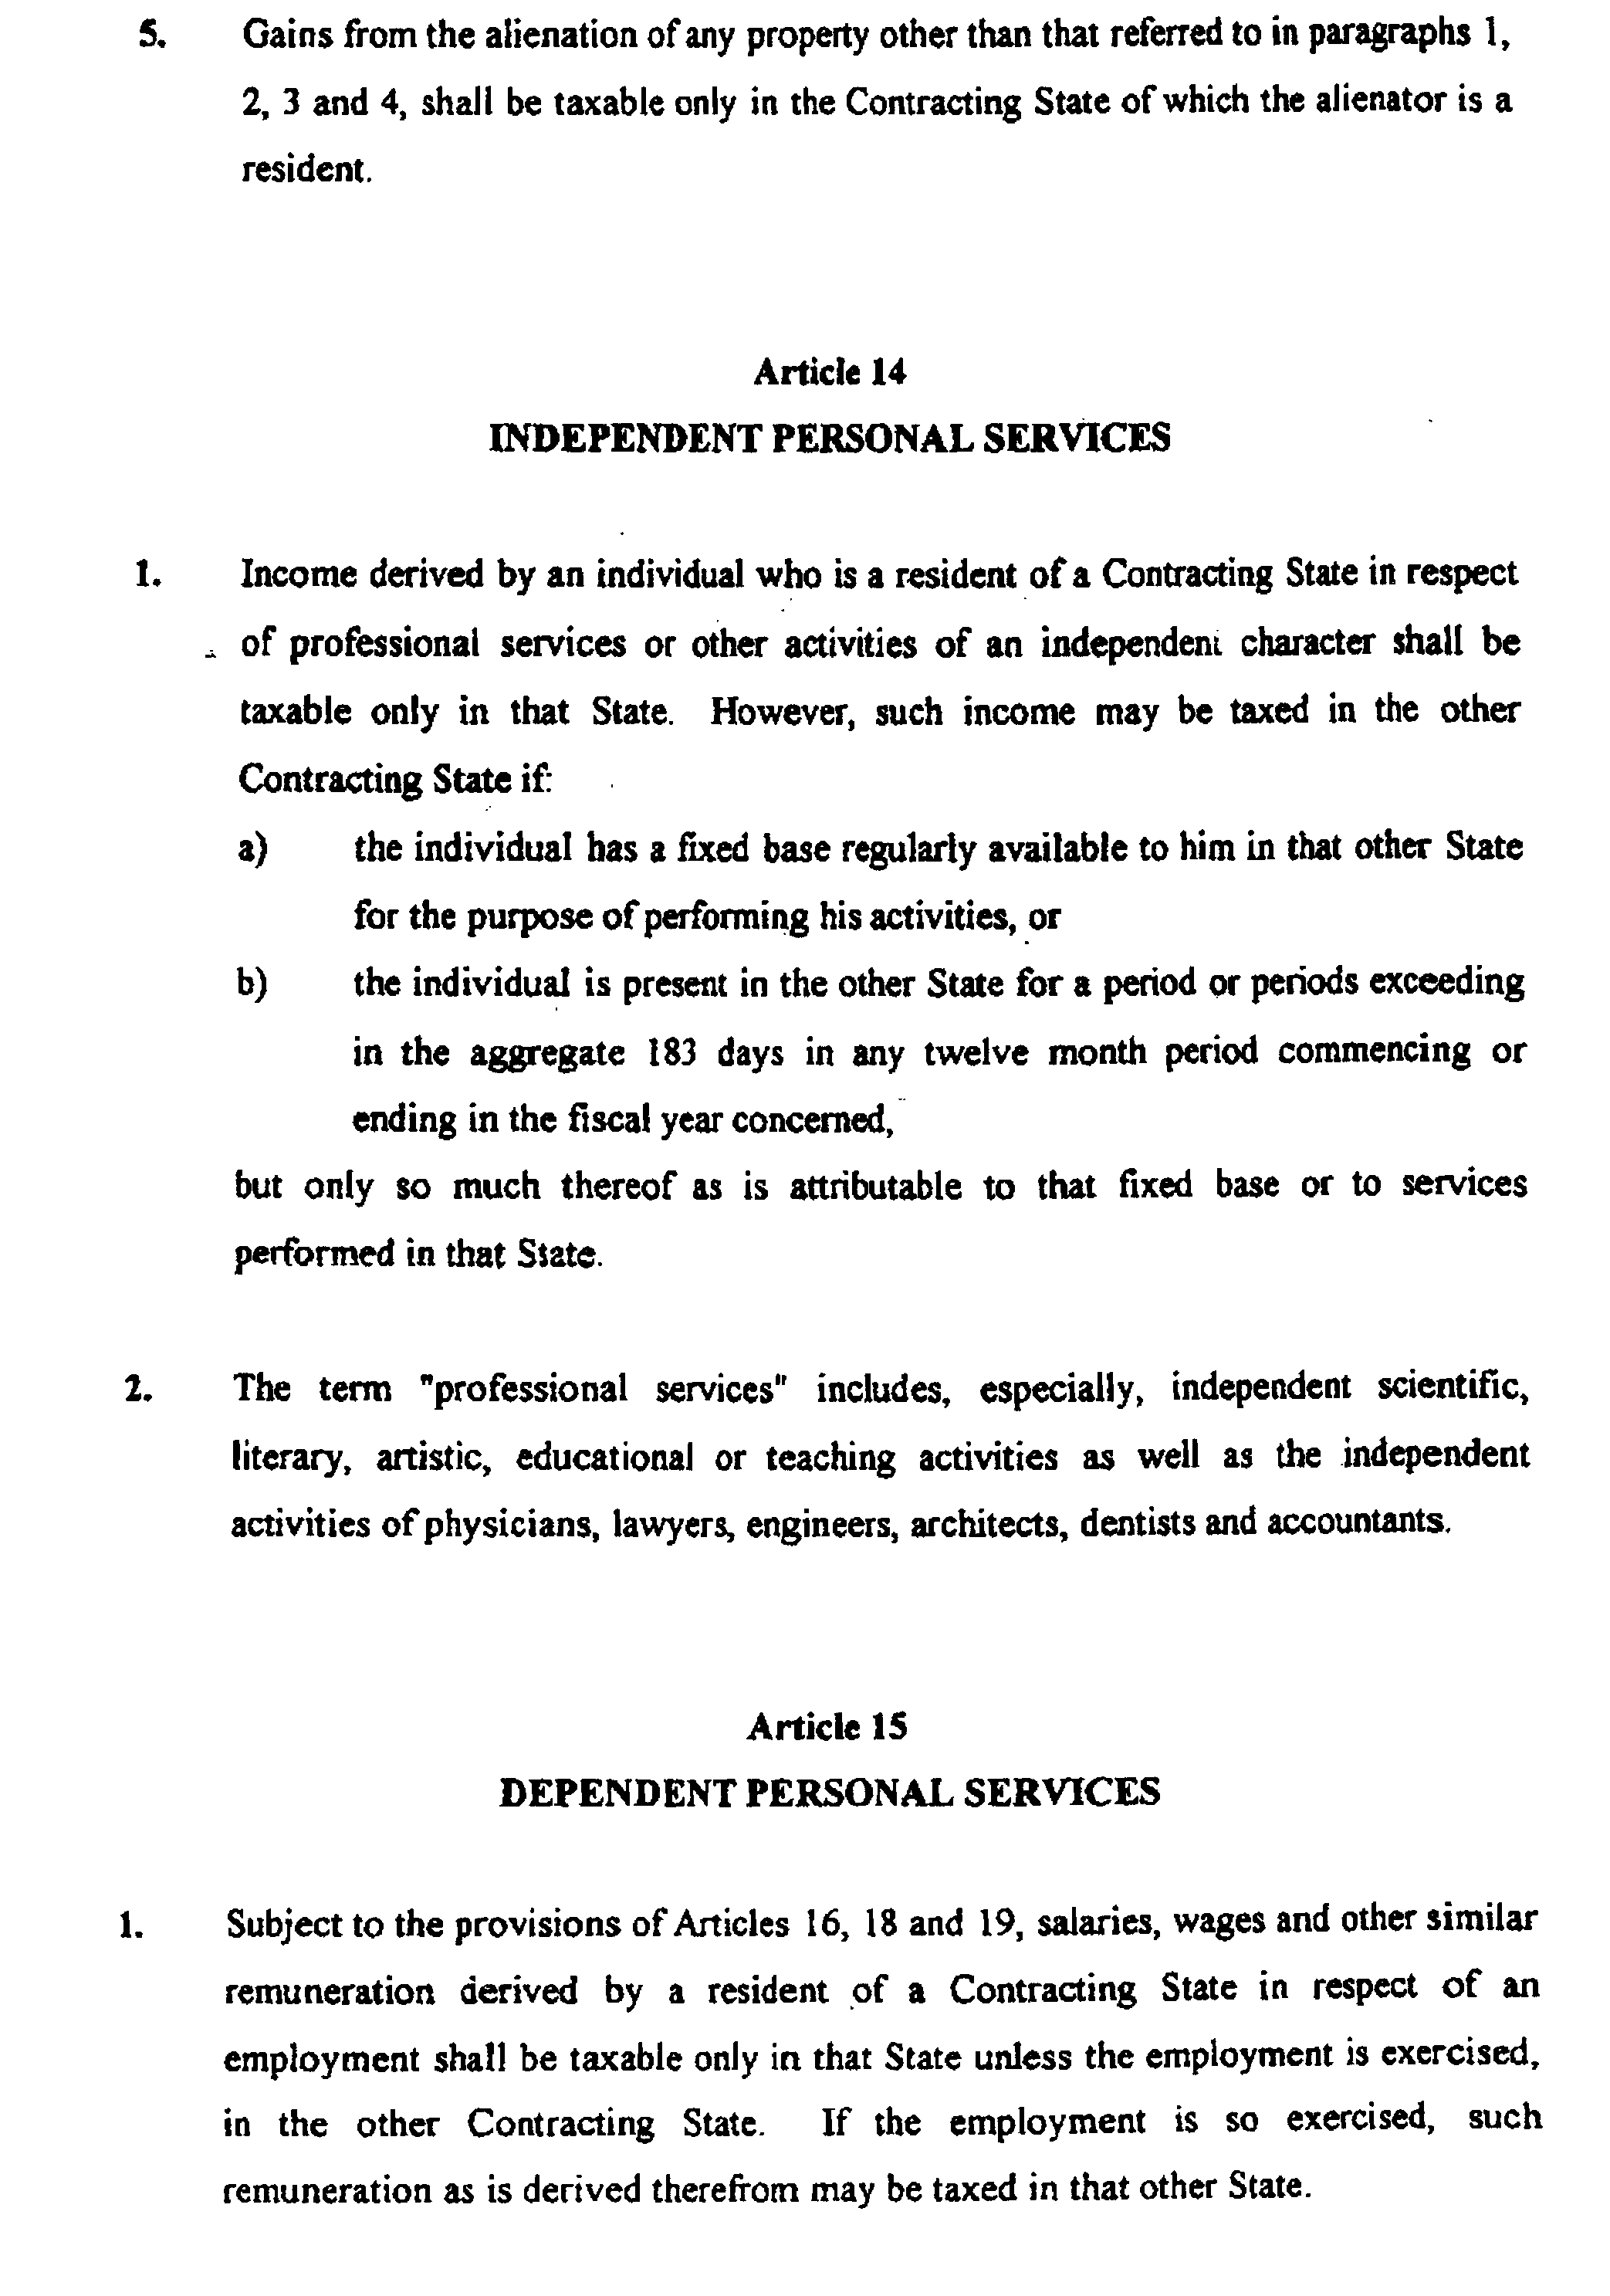 5. Gains from the alienation of any property other than that referred to in paragraphs 1,
2, 3 and 4, shall be taxable only in the Contracting State of which the alienator is a
resident.
Article 14
INDEPENDENT PERSONAL SERVICES
1. Income derived by an individual who is a resident of a Contracting State in respect
of professional services or other activities of an independent character shall be
taxable only in that State. However, such income may be taxed in the other
Contracting State if:
a) the individual has a fixed base regularly available to him in that other State
for the purpose of performing his activities, or
b) the individual is present in the other State for a period or periods exceeding
in the aggregate 183 days in any twelve month period commencing or
ending in the fiscal year concerned,
but only so much thereof as is attributable to that fixed base or to services
performed in that State.
2. The term "professional services" includes, especially, independent scientific,
literary, artistic, educational or teaching activities as well as the independent
activities of physicians, lawyers, engineers, architects, dentists and accountants.
Article 15
DEPENDENT PERSONAL SERVICES
1. Subject to the provisions of Articles 16, 18 and 19, salaries, wages and other similar
remuneration derived by a resident of a Contracting State in respect of an
employment shall be taxable only in that State unless the employment is exercised,
in the other Contracting State. If the employment is so exercised, such
remuneration as is derived therefrom may be taxed in that other State.